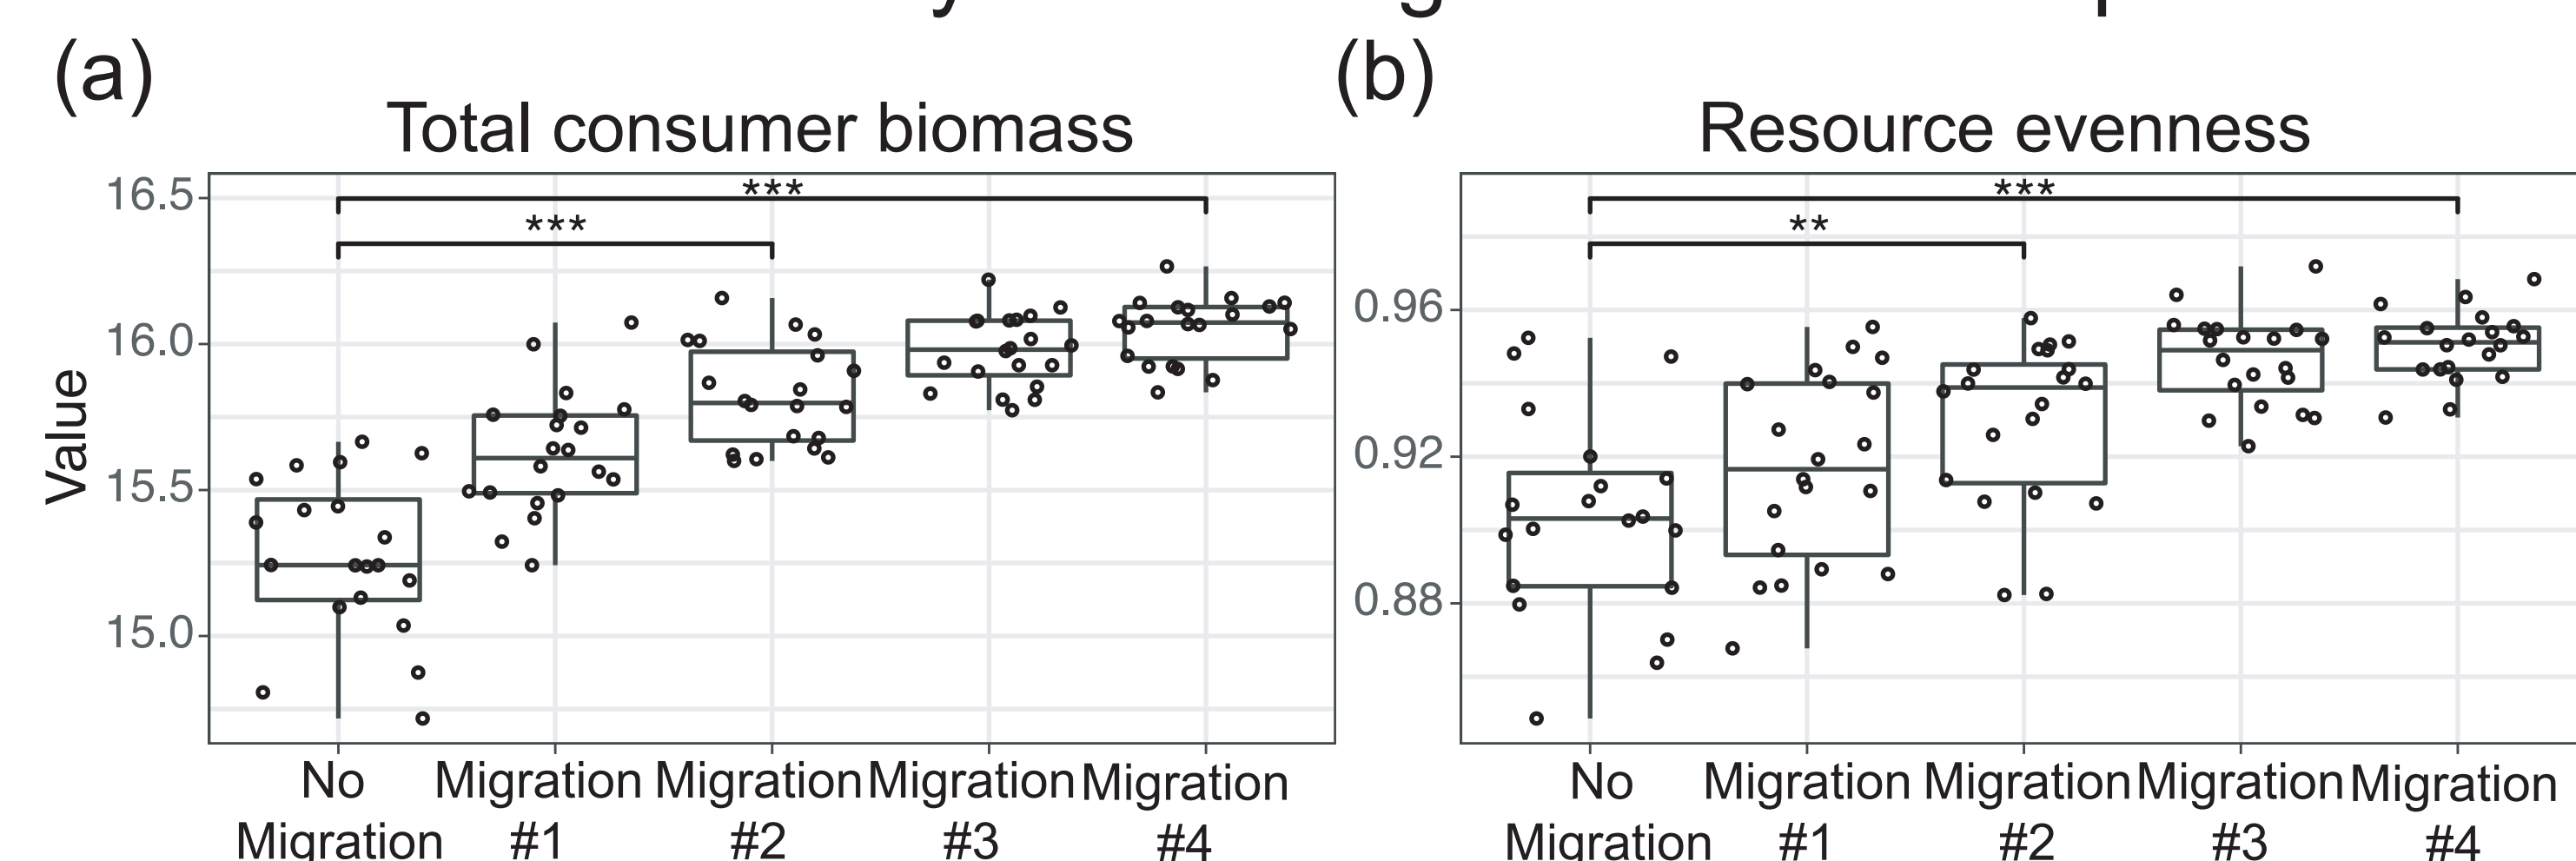 (a)
Total consumer biomass
Value
16.5
16.0
15.5
15.0
***
***
No Migration Migration Migration Migration
Migration #1 #2 #3 #4
(b)
Resource evenness
0.96
0.92
0.88
***
**
No Migration Migration Migration Migration
Migration #1 #2 #3 #4